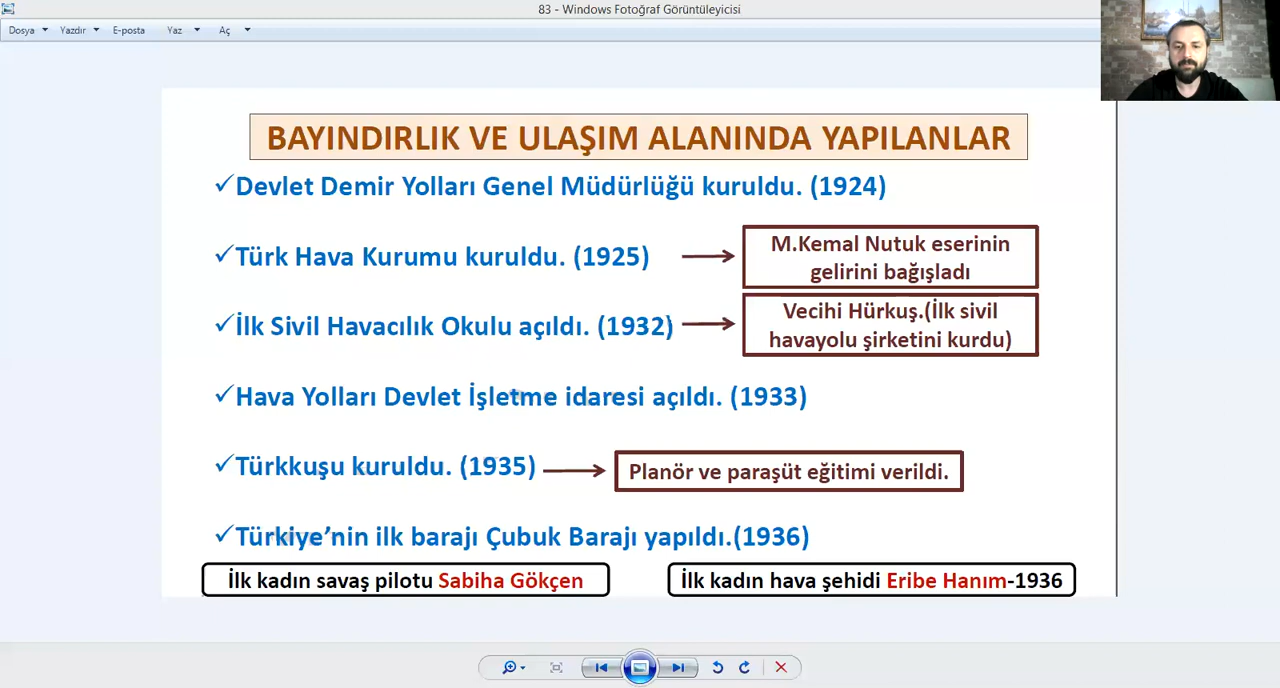 83 - Windows Fotoğraf Görüntüleyicisi
Dosya Yazdır E-posta Yaz Aç
BAYINDIRLIK VE ULAŞIM ALANINDA YAPILANLAR
Devlet Demir Yolları Genel Müdürlüğü kuruldu. (1924)
Türk Hava Kurumu kuruldu. (1925)
M.Kemal Nutuk eserinin
gelirini bağışladı
İlk Sivil Havacılık Okulu açıldı. (1932)
Vecihi Hürkuş.(İlk sivil
havayolu şirketini kurdu)
Hava Yolları Devlet İşletme idaresi açıldı. (1933)
Türkkuşu kuruldu. (1935)
Planör ve paraşüt eğitimi verildi.
Türkiye’nin ilk barajı Çubuk Barajı yapıldı.(1936)
İlk kadın savaş pilotu Sabiha Gökçen
İlk kadın hava şehidi Eribe Hanım-1936